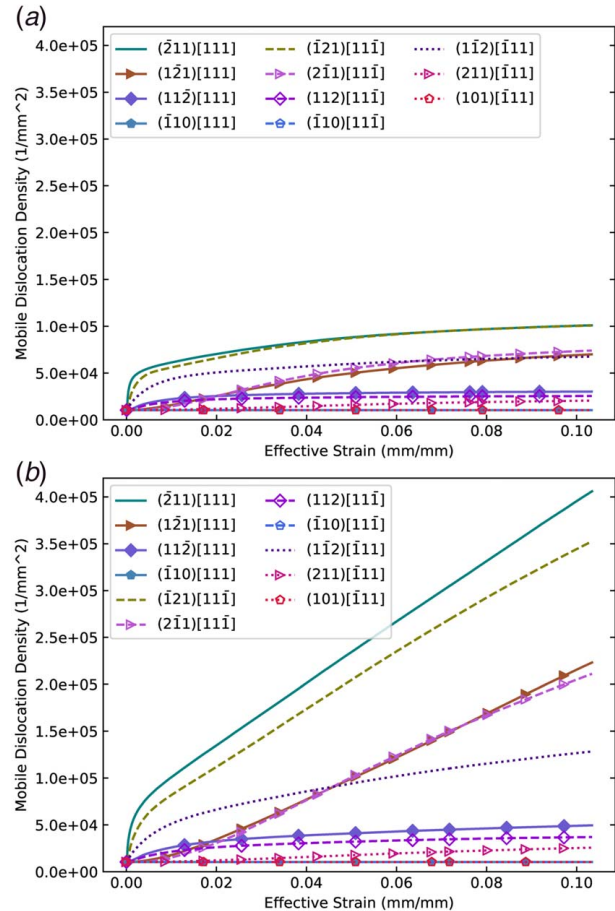 (a)
(2̄11)[111]
(12̄1)[111]
(112̄)[111]
(1̄10)[111]
(1̄21)[111̄]
(21̄1)[111̄]
(112)[111̄]
(1̄10)[111̄]
(11̄2)[1̄11]
(211)[1̄11]
(101)[1̄11]
Mobile Dislocation Density (1/mm^2)
4.0e+05
3.5e+05
3.0e+05
2.5e+05
2.0e+05
1.5e+05
1.0e+05
5.0e+04
0.0e+00
0.00 0.02 0.04 0.06 0.08 0.10
Effective Strain (mm/mm)
(b)
(2̄11)[111]
(12̄1)[111]
(112̄)[111]
(1̄10)[111]
(1̄21)[111̄]
(21̄1)[111̄]
(112)[111̄]
(1̄10)[111̄]
(11̄2)[1̄11]
(211)[1̄11]
(101)[1̄11]
Mobile Dislocation Density (1/mm^2)
4.0e+05
3.5e+05
3.0e+05
2.5e+05
2.0e+05
1.5e+05
1.0e+05
5.0e+04
0.0e+00
0.00 0.02 0.04 0.06 0.08 0.10
Effective Strain (mm/mm)